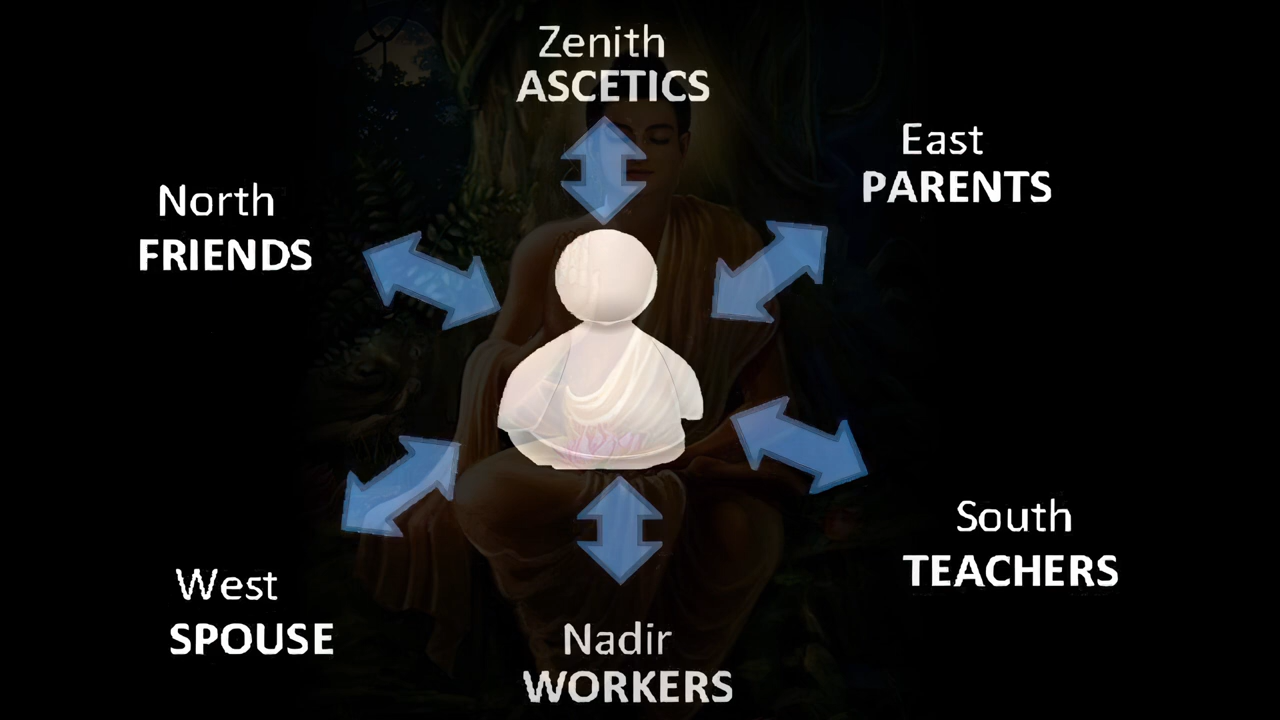 Zenith
ASCETICS
East
PARENTS
North
FRIENDS
South
TEACHERS
West
SPOUSE
Nadir
WORKERS